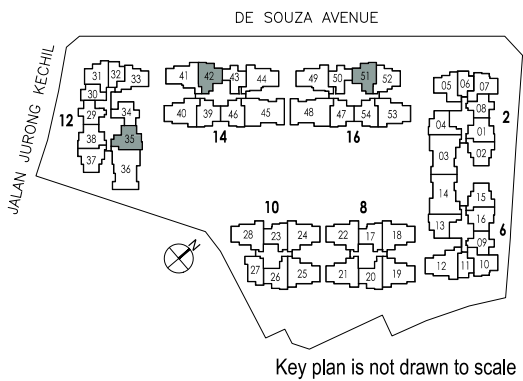 DE SOUZA AVENUE
JALAN JURONG KECHIL
31 32 33
30
29 34
12
38 35
37 36
41 42 43 44
40 39 46 45
14
49 50 51 52
48 47 54 53
16
05 06 07
08
2
04 01
03 02
14 15
16
13 6
09
12 11 10
10
28 23 24
27 26 25
8
22 17 18
21 20 19
N
Key plan is not drawn to scale